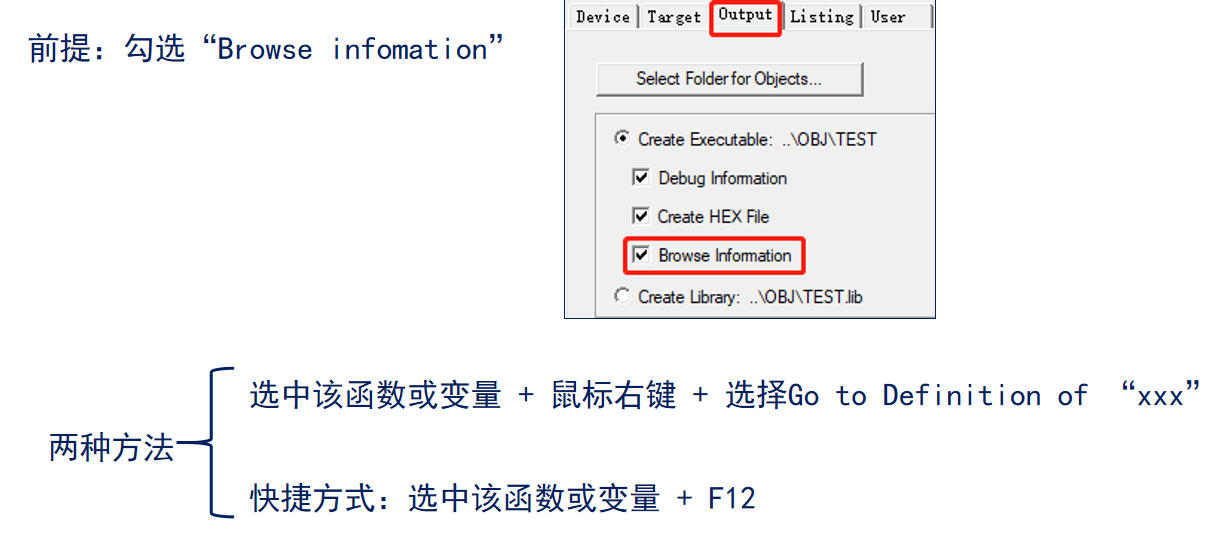 前提：勾选“Browse infomation”
Device Target Output Listing User
Select Folder for Objects...
Create Executable: ..\OBJ\TEST
Debug Information
Create HEX File
Browse Information
Create Library: ..\OBJ\TEST.lib
两种方法
选中该函数或变量 + 鼠标右键 + 选择Go to Definition of “xxx”
快捷方式：选中该函数或变量 + F12